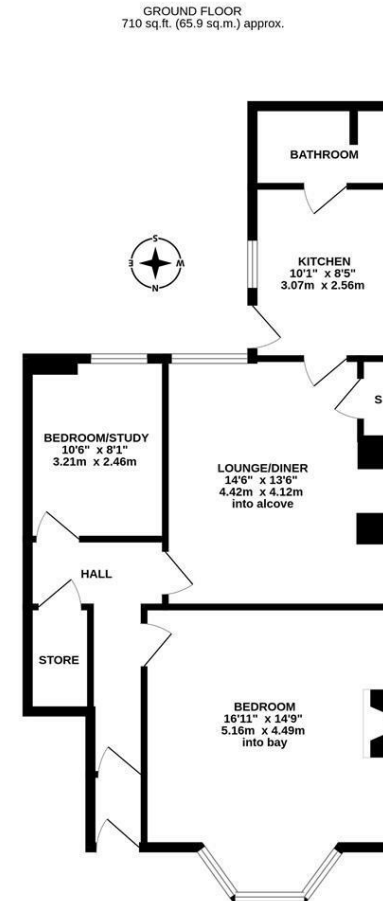 GROUND FLOOR
710 sq.ft. (65.9 sq.m.) approx.
BATHROOM
S
E
W
N
KITCHEN
10'1" x 8'5"
3.07m x 2.56m
S
BEDROOM/STUDY
10'6" x 8'1"
3.21m x 2.46m
LOUNGE/DINER
14'6" x 13'6"
4.42m x 4.12m
into alcove
HALL
STORE
BEDROOM
16'11" x 14'9"
5.16m x 4.49m
into bay